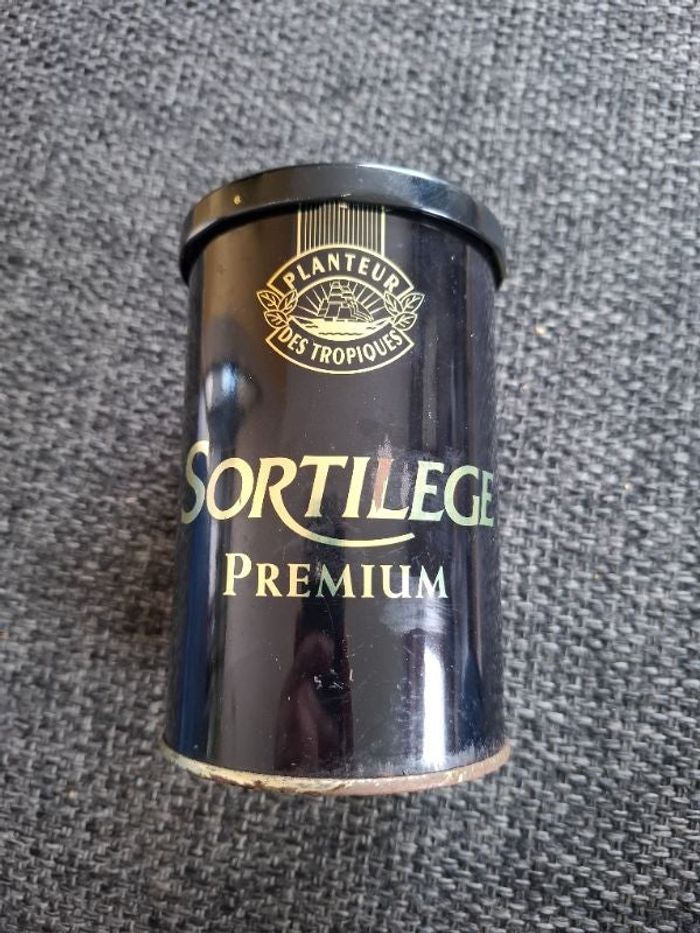 PLANTEUR
DES TROPIQUES
SORTILEGE
PREMIUM